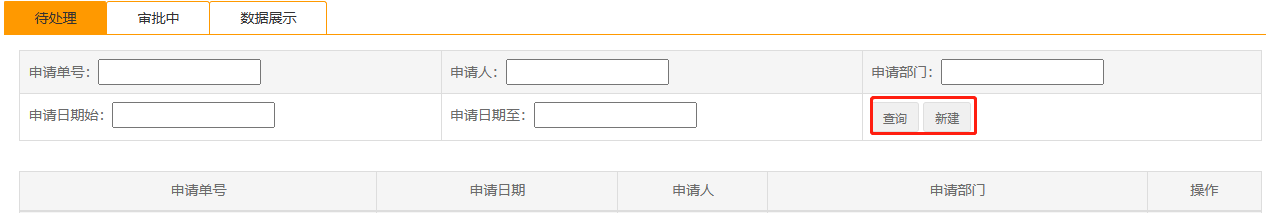 待处理 审批中 数据展示
申请单号： 申请人： 申请部门：
申请日期始： 申请日期至： 查询 新建
申请单号 申请日期 申请人 申请部门 操作